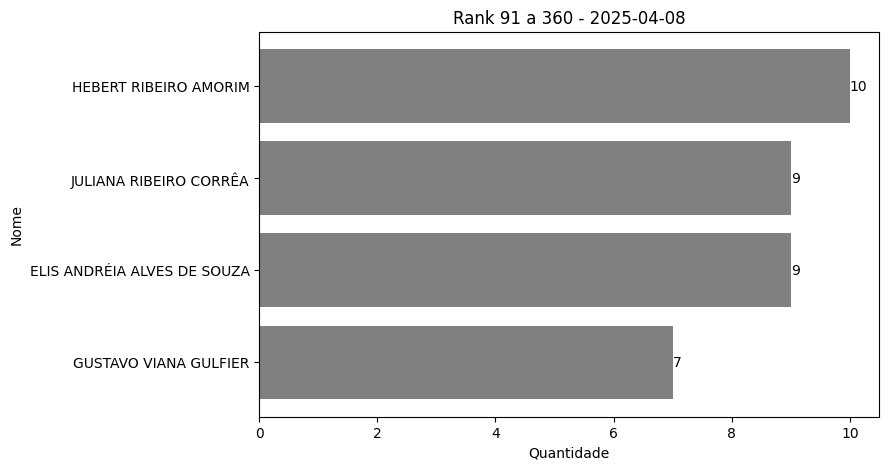 Rank 91 a 360 - 2025-04-08
Nome
HEBERT RIBEIRO AMORIM
10
JULIANA RIBEIRO CORRÊA
9
ELIS ANDRÉIA ALVES DE SOUZA
9
GUSTAVO VIANA GULFIER
7
0 2 4 6 8 10
Quantidade